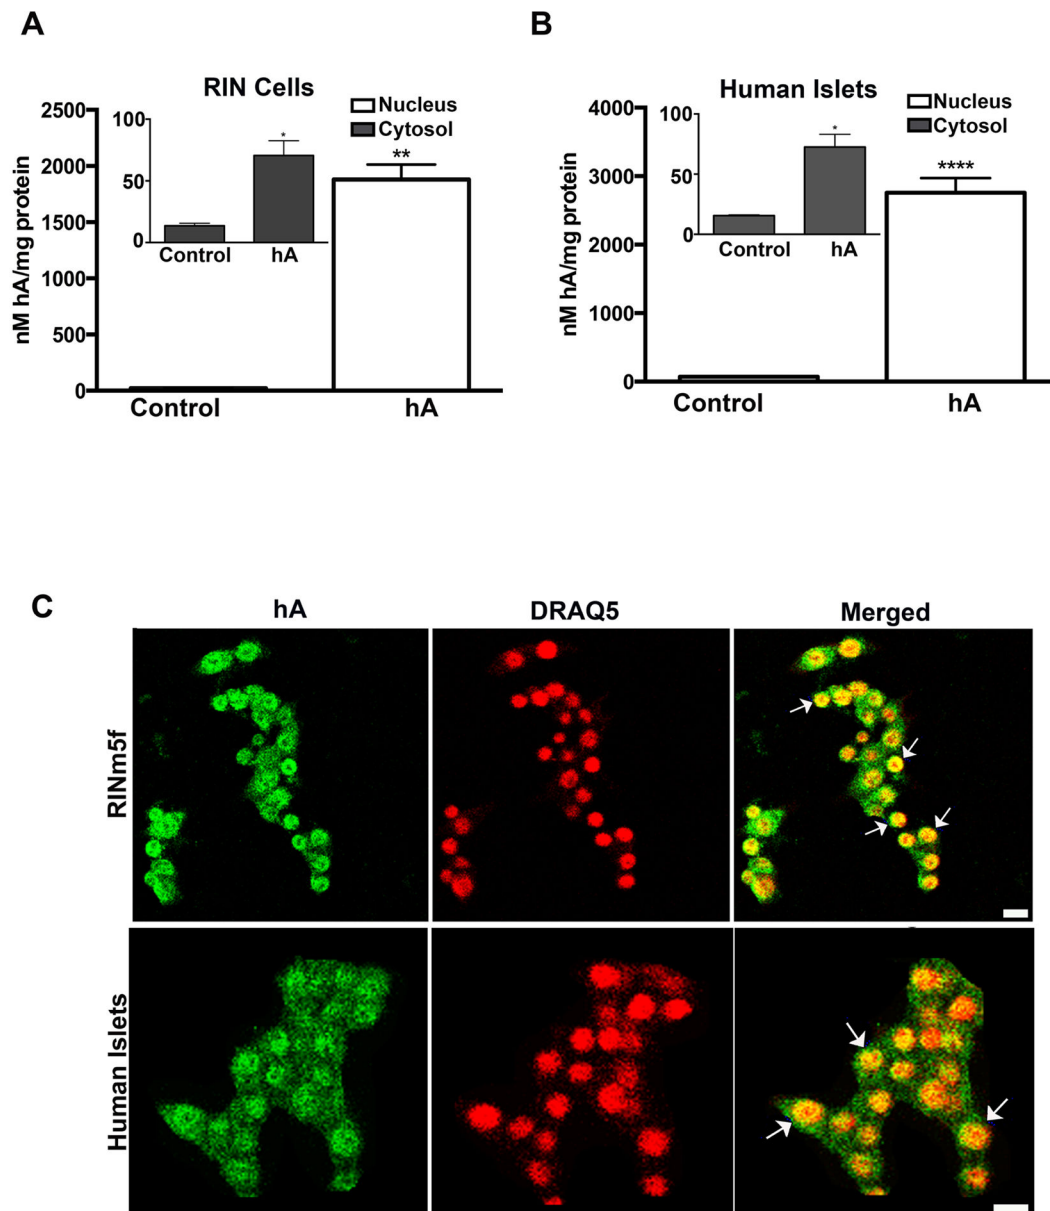 A
RIN Cells
Nucleus
Cytosol
nM hA/mg protein
2500
2000
1500
1000
500
0
100
50
0
*
**
Control
hA
Control
hA
B
Human Islets
Nucleus
Cytosol
nM hA/mg protein
4000
3000
2000
1000
0
100
50
0
*
****
Control
hA
Control
hA
C
hA
DRAQ5
Merged
RINm5f
Human Islets